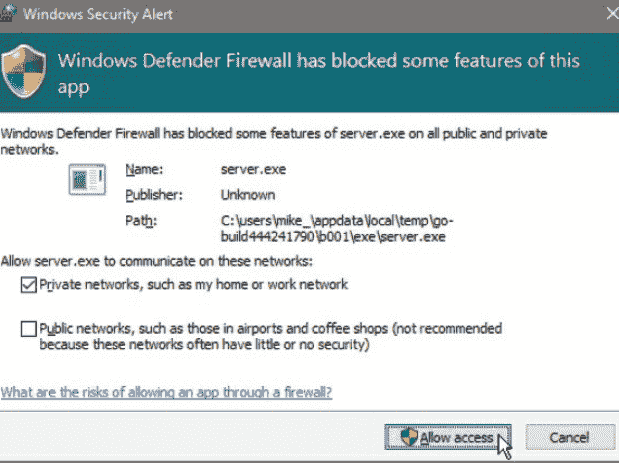 Windows Security Alert
Windows Defender Firewall has blocked some features of this
app
Windows Defender Firewall has blocked some features of server.exe on all public and private
networks.
Name: server.exe
Publisher: Unknown
Path: C:\users\mike_\appdata\local\temp\go-
build444241790\b001\exe\server.exe
Allow server.exe to communicate on these networks:
Private networks, such as my home or work network
Public networks, such as those in airports and coffee shops (not recommended
because these networks often have little or no security)
What are the risks of allowing an app through a firewall?
Allow access Cancel